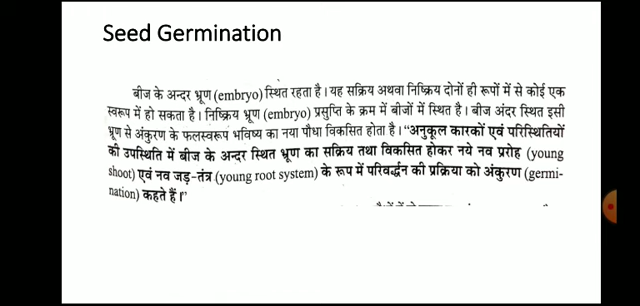 Seed Germination
बीज के अन्दर भ्रूण (embryo) स्थित रहता है। यह सक्रिय अथवा निष्क्रिय दोनों ही रूपों में से कोई एक
स्वरूप में हो सकता है। निष्क्रिय भ्रूण (embryo) प्रसुप्ति के क्रम में बीजों में स्थित है। बीज अंदर स्थित इसी
भ्रूण से अंकुरण के फलस्वरूप भविष्य का नया पौधा विकसित होता है। "अनुकूल कारकों एवं परिस्थितियों
की उपस्थिति में बीज के अन्दर स्थित भ्रूण का सक्रिय तथा विकसित होकर नये नव प्ररोह (young
shoot) एवं नव जड़-तंत्र (young root system) के रूप में परिवर्द्धन की प्रक्रिया को अंकुरण (germi-
nation) कहते हैं।"